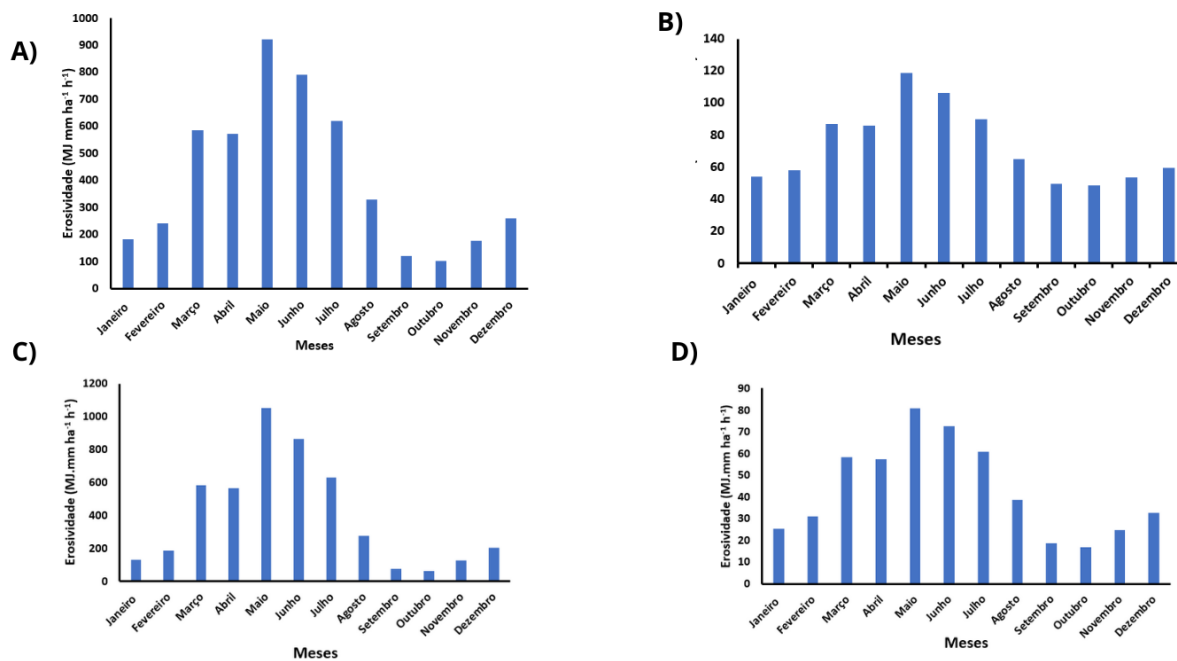 A)
Erosividade (MJ mm ha⁻¹ h⁻¹)
1000
900
800
700
600
500
400
300
200
100
0
Janeiro
Fevereiro
Março
Abril
Maio
Junho
Julho
Agosto
Setembro
Outubro
Novembro
Dezembro
Meses
B)
140
120
100
80
60
40
20
0
Janeiro
Fevereiro
Março
Abril
Maio
Junho
Julho
Agosto
Setembro
Outubro
Novembro
Dezembro
Meses
C)
Erosividade (MJ.mm ha⁻¹ h⁻¹)
1200
1000
800
600
400
200
0
Janeiro
Fevereiro
Março
Abril
Maio
Junho
Julho
Agosto
Setembro
Outubro
Novembro
Dezembro
Meses
D)
Erosividade (MJ.mm ha⁻¹ h⁻¹)
90
80
70
60
50
40
30
20
10
0
Janeiro
Fevereiro
Março
Abril
Maio
Junho
Julho
Agosto
Setembro
Outubro
Novembro
Dezembro
Meses